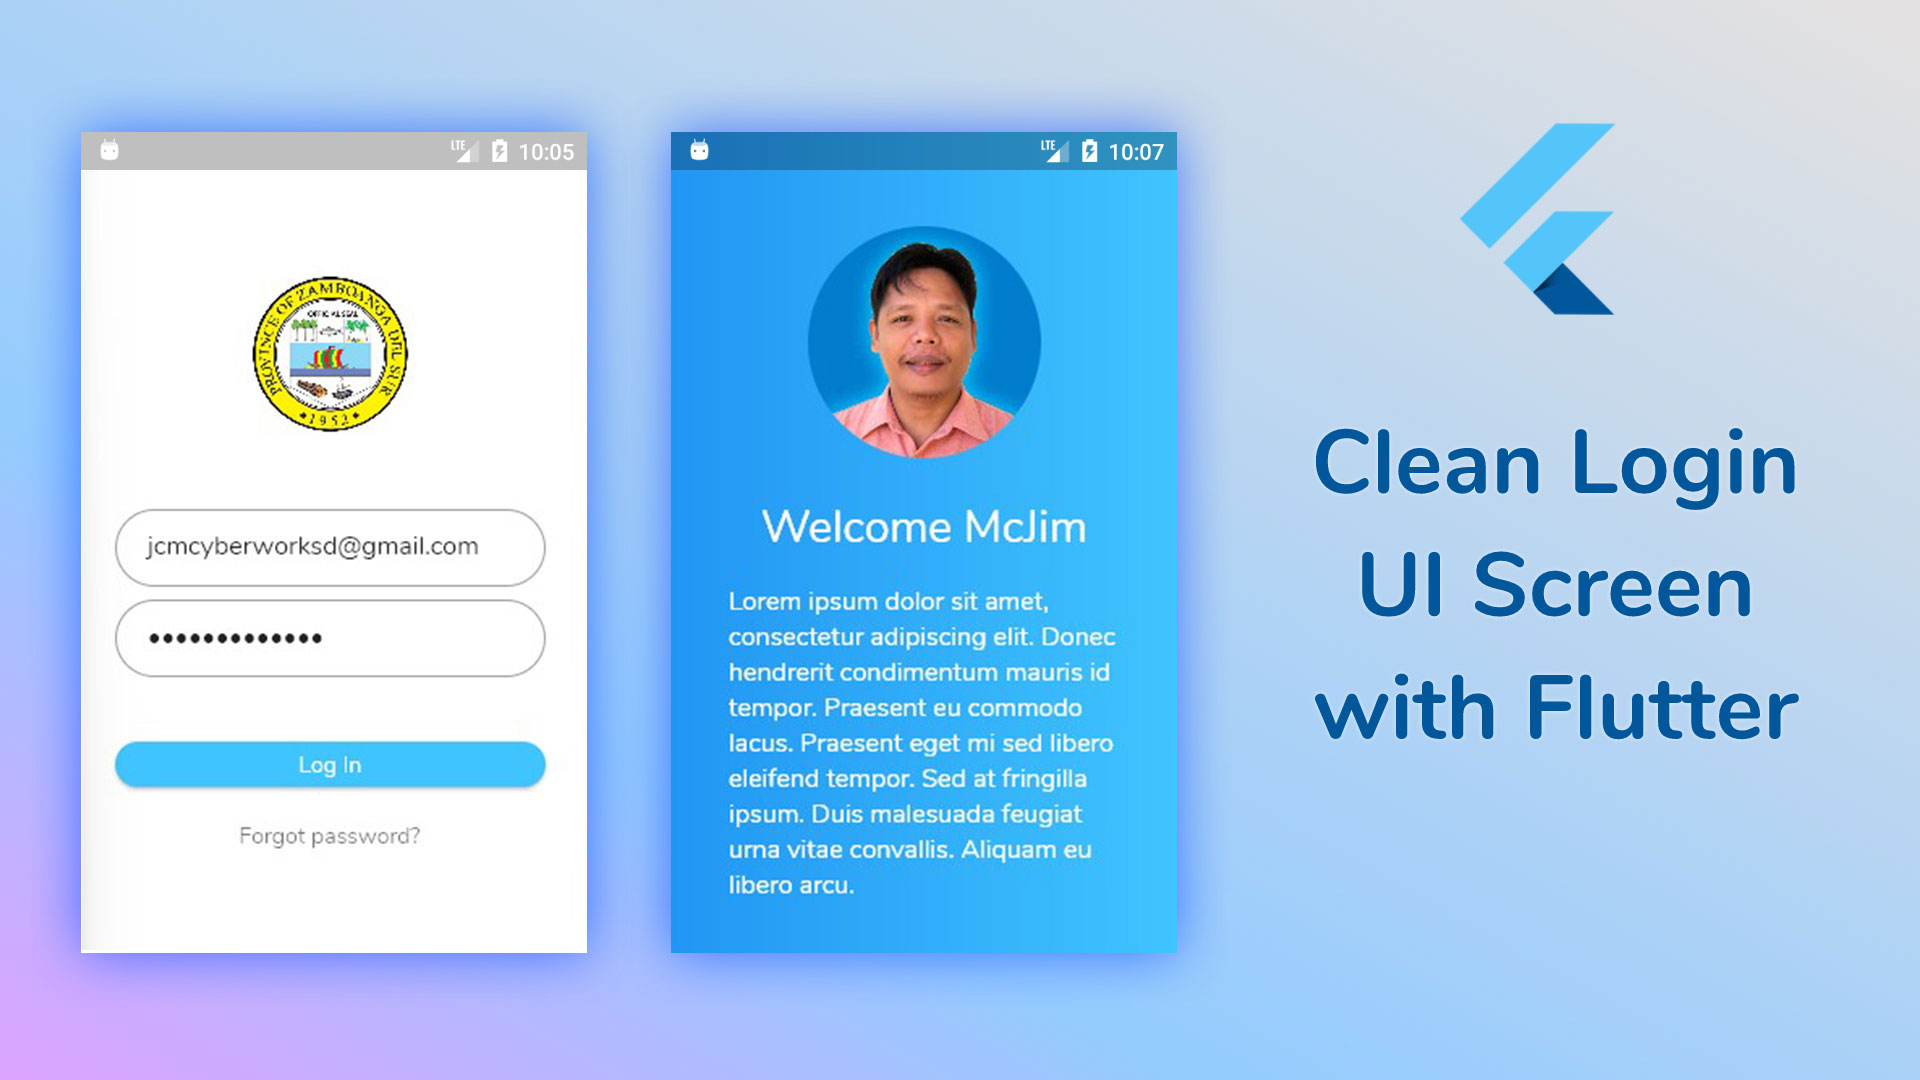 LTE 10:05
PROVINCE OF ZAMBOANGA DEL SUR
OFFICIAL SEAL
1952
jcmcyberworksd@gmail.com
•••••••••••••
Log In
Forgot password?
LTE 10:07
Welcome McJim
Lorem ipsum dolor sit amet,
consectetur adipiscing elit. Donec
hendrerit condimentum mauris id
tempor. Praesent eu commodo
lacus. Praesent eget mi sed libero
eleifend tempor. Sed at fringilla
ipsum. Duis malesuada feugiat
urna vitae convallis. Aliquam eu
libero arcu.
Clean Login
UI Screen
with Flutter